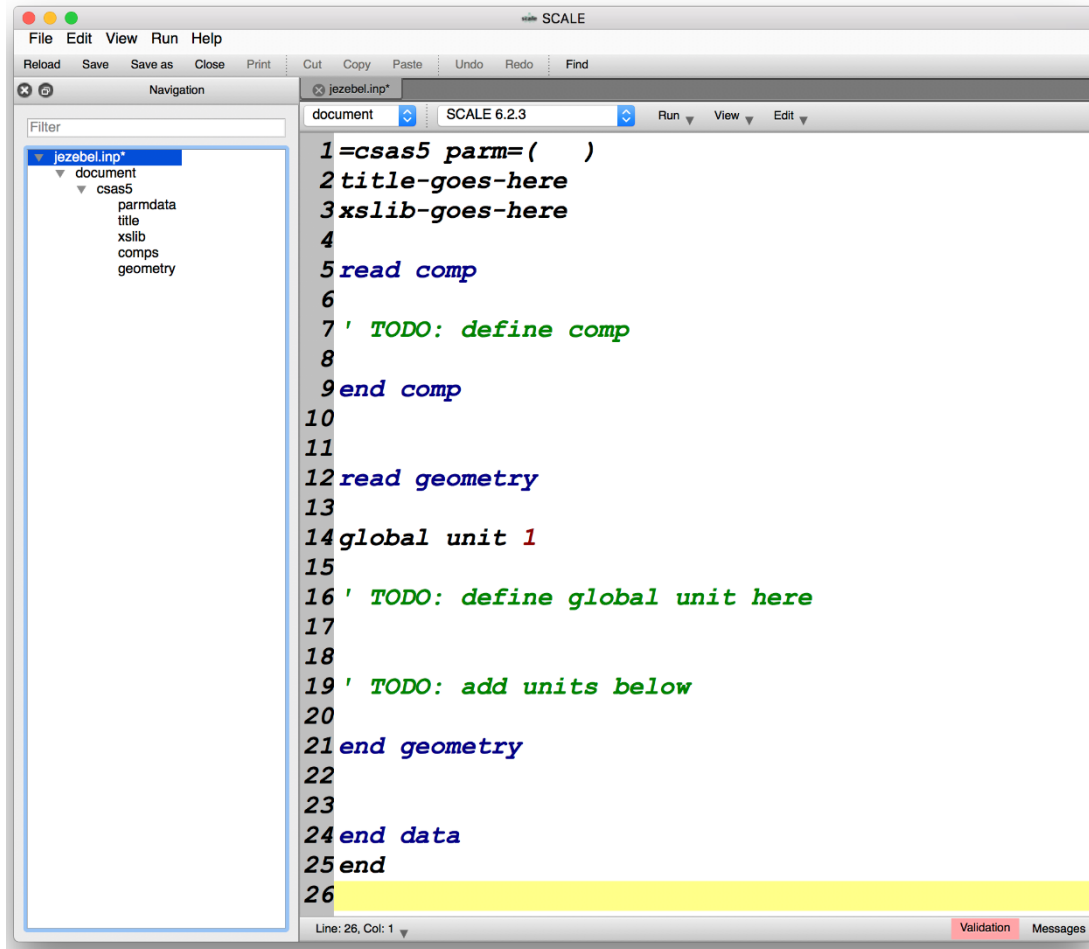 SCALE
File Edit View Run Help
Reload Save Save as Close Print Cut Copy Paste Undo Redo Find
Navigation
jezebel.inp*
Filter
document SCALE 6.2.3 Run View Edit
jezebel.inp*
document
csas5
parmdata
title
xslib
comps
geometry
1 =csas5 parm=(   )
2 title-goes-here
3 xslib-goes-here
4
5 read comp
6
7 ' TODO: define comp
8
9 end comp
10
11
12 read geometry
13
14 global unit 1
15
16 ' TODO: define global unit here
17
18
19 ' TODO: add units below
20
21 end geometry
22
23
24 end data
25 end
26
Line: 26, Col: 1 Validation Messages